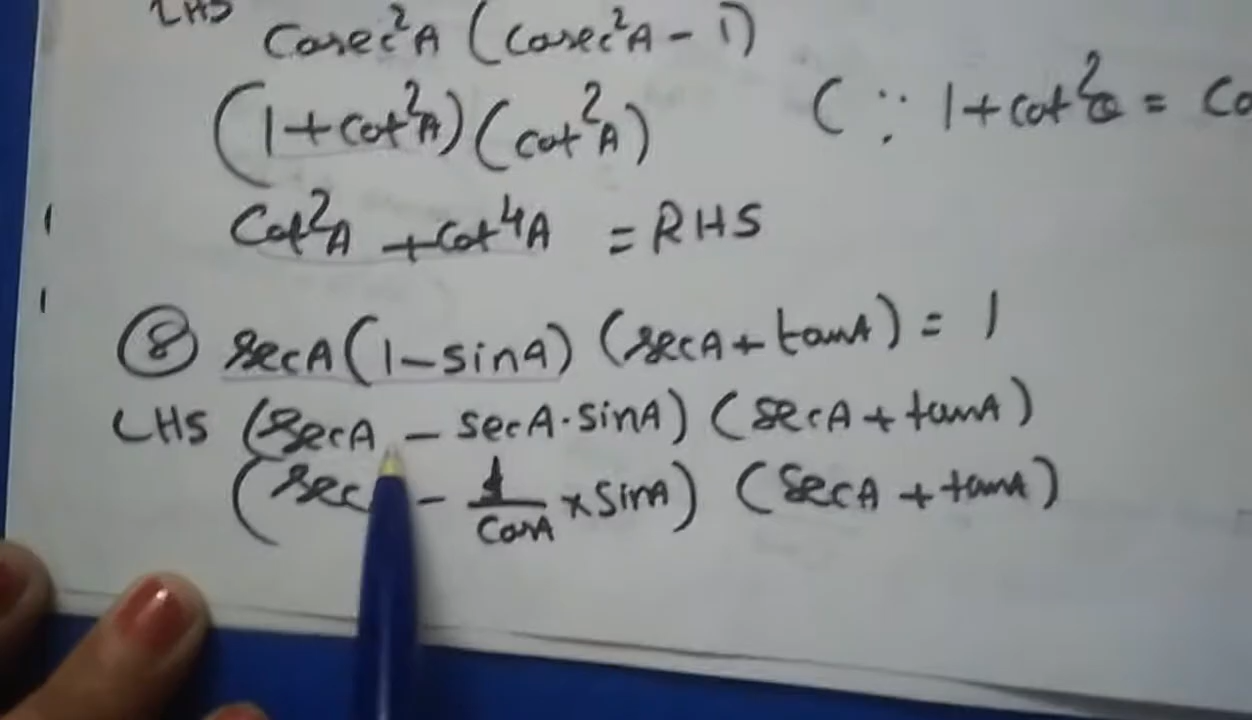 LHS
Cosec²A (Cosec²A - 1)
(1+cot²A) (cot²A) (∵ 1+cot²θ = Co
Cot²A + Cot⁴A = RHS
⑧ secA (1-sinA) (secA + tanA) = 1
LHS (secA - secA·sinA) (secA + tanA)
(sec - 1/CosA × SinA) (SecA + tanA)